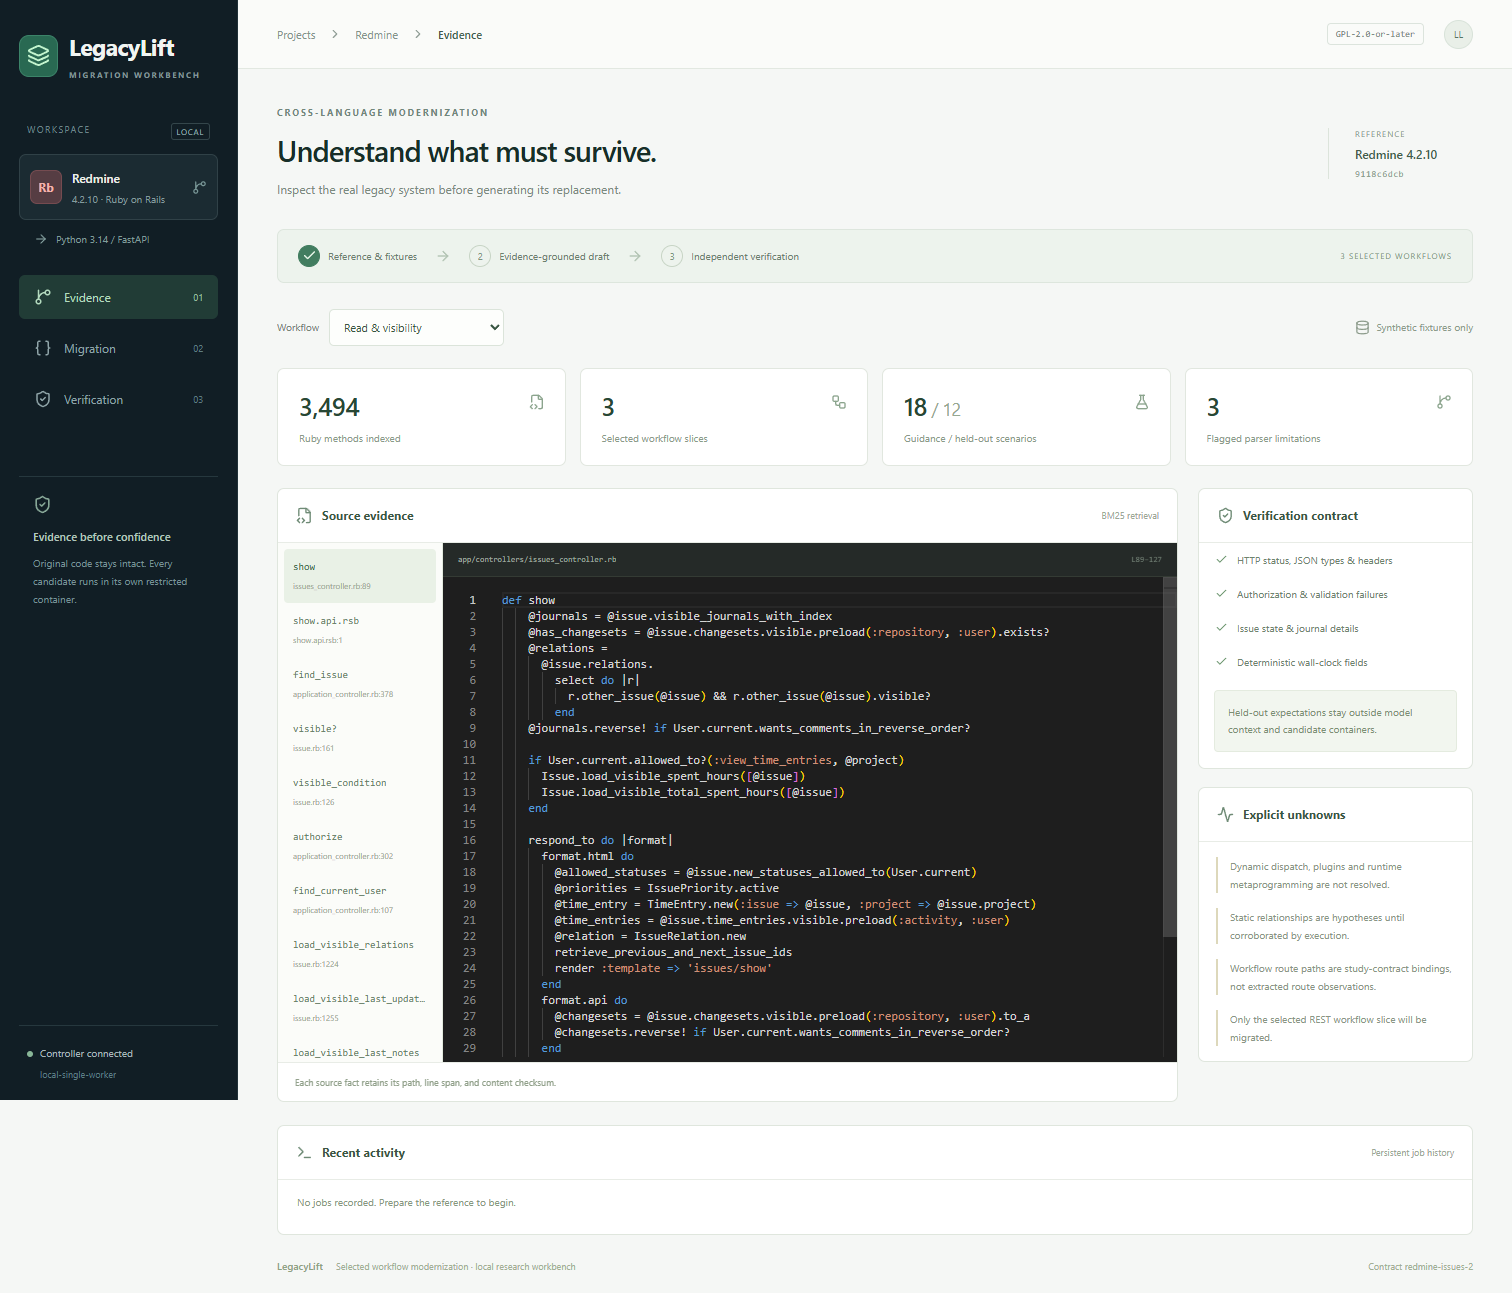 LegacyLift
MIGRATION WORKBENCH
WORKSPACE
LOCAL
Rb
Redmine
4.2.10 · Ruby on Rails
Python 3.14 / FastAPI
Evidence 01
Migration 02
Verification 03
Evidence before confidence
Original code stays intact. Every
candidate runs in its own restricted
container.
Controller connected
local-single-worker
Projects > Redmine > Evidence
GPL-2.0-or-later
LL
CROSS-LANGUAGE MODERNIZATION
Understand what must survive.
Inspect the real legacy system before generating its replacement.
REFERENCE
Redmine 4.2.10
9118c6dcb
Reference & fixtures
2 Evidence-grounded draft
3 Independent verification
3 SELECTED WORKFLOWS
Workflow
Read & visibility
Synthetic fixtures only
3,494
Ruby methods indexed
3
Selected workflow slices
18 / 12
Guidance / held-out scenarios
3
Flagged parser limitations
Source evidence
BM25 retrieval
show
issues_controller.rb:89
show.api.rsb
show.api.rsb:1
find_issue
application_controller.rb:378
visible?
issue.rb:161
visible_condition
issue.rb:126
authorize
application_controller.rb:302
find_current_user
application_controller.rb:107
load_visible_relations
issue.rb:1224
load_visible_last_updat…
issue.rb:1255
load_visible_last_notes
app/controllers/issues_controller.rb
L89-127
1 def show
2 @journals = @issue.visible_journals_with_index
3 @has_changesets = @issue.changesets.visible.preload(:repository, :user).exists?
4 @relations =
5 @issue.relations.
6 select do |r|
7 r.other_issue(@issue) && r.other_issue(@issue).visible?
8 end
9 @journals.reverse! if User.current.wants_comments_in_reverse_order?
10
11 if User.current.allowed_to?(:view_time_entries, @project)
12 Issue.load_visible_spent_hours([@issue])
13 Issue.load_visible_total_spent_hours([@issue])
14 end
15
16 respond_to do |format|
17 format.html do
18 @allowed_statuses = @issue.new_statuses_allowed_to(User.current)
19 @priorities = IssuePriority.active
20 @time_entry = TimeEntry.new(:issue => @issue, :project => @issue.project)
21 @time_entries = @issue.time_entries.visible.preload(:activity, :user)
22 @relation = IssueRelation.new
23 retrieve_previous_and_next_issue_ids
24 render :template => 'issues/show'
25 end
26 format.api do
27 @changesets = @issue.changesets.visible.preload(:repository, :user).to_a
28 @changesets.reverse! if User.current.wants_comments_in_reverse_order?
29 end
Each source fact retains its path, line span, and content checksum.
Verification contract
HTTP status, JSON types & headers
Authorization & validation failures
Issue state & journal details
Deterministic wall-clock fields
Held-out expectations stay outside model
context and candidate containers.
Explicit unknowns
Dynamic dispatch, plugins and runtime
metaprogramming are not resolved.
Static relationships are hypotheses until
corroborated by execution.
Workflow route paths are study-contract bindings,
not extracted route observations.
Only the selected REST workflow slice will be
migrated.
Recent activity
Persistent job history
No jobs recorded. Prepare the reference to begin.
LegacyLift Selected workflow modernization · local research workbench
Contract redmine-issues-2